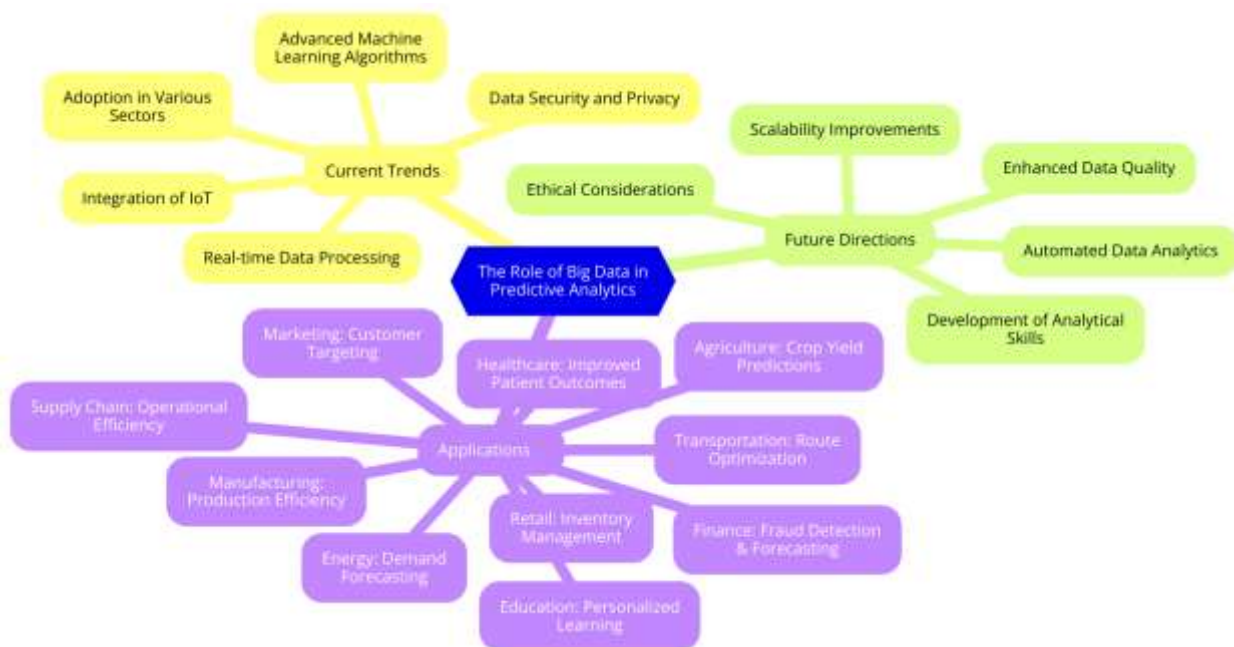 Advanced Machine
Learning Algorithms
Adoption in Various
Sectors
Data Security and Privacy
Current Trends
Integration of IoT
Real-time Data Processing
Scalability Improvements
Ethical Considerations
Enhanced Data Quality
Future Directions
Automated Data Analytics
Development of Analytical
Skills
The Role of Big Data in
Predictive Analytics
Marketing: Customer
Targeting
Healthcare: Improved
Patient Outcomes
Agriculture: Crop Yield
Predictions
Supply Chain: Operational
Efficiency
Applications
Transportation: Route
Optimization
Manufacturing:
Production Efficiency
Retail: Inventory
Management
Finance: Fraud Detection
& Forecasting
Energy: Demand
Forecasting
Education: Personalized
Learning